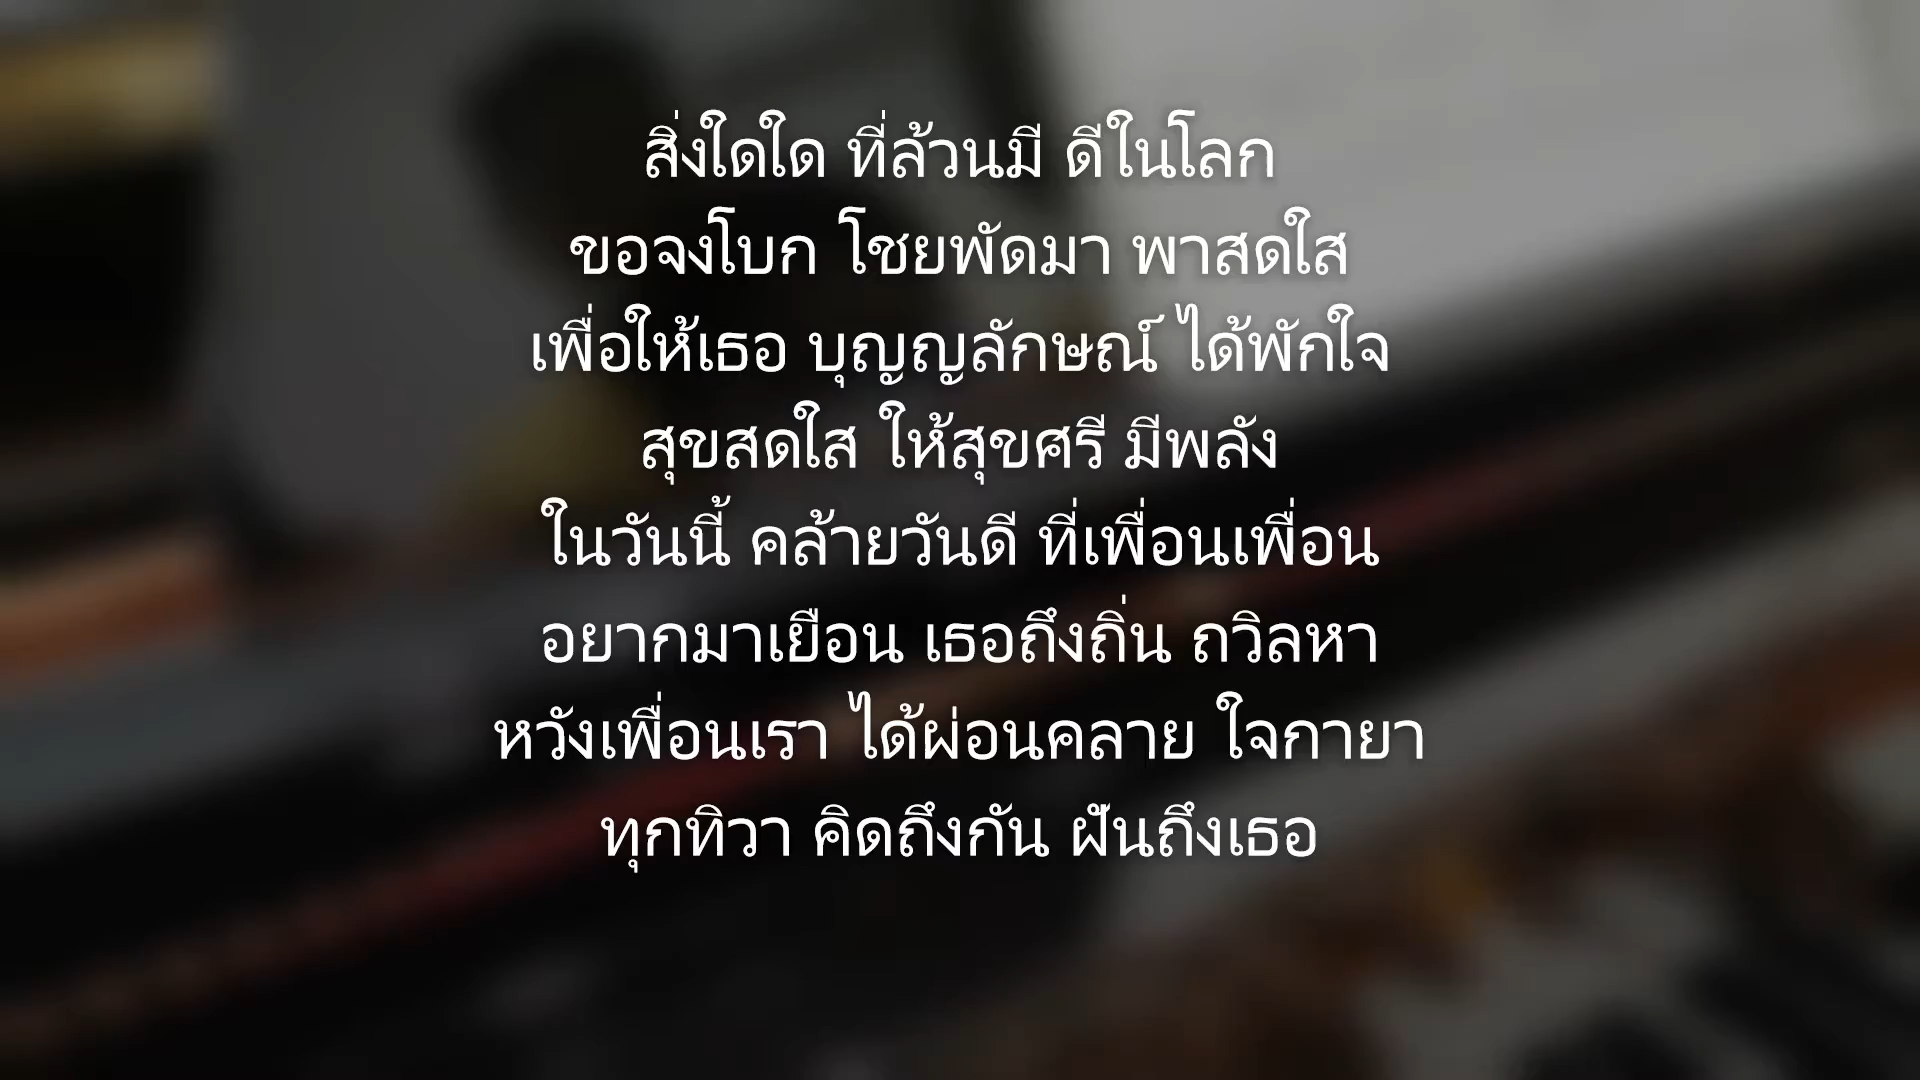 สิ่งใดใด ที่ล้วนมี ดีในโลก
ขอจงโบก โชยพัดมา พาสดใส
เพื่อให้เธอ บุญญลักษณ์ ได้พักใจ
สุขสดใส ให้สุขศรี มีพลัง
ในวันนี้ คล้ายวันดี ที่เพื่อนเพื่อน
อยากมาเยือน เธอถึงถิ่น ถวิลหา
หวังเพื่อนเรา ได้ผ่อนคลาย ใจกายา
ทุกทิวา คิดถึงกัน ฝันถึงเธอ